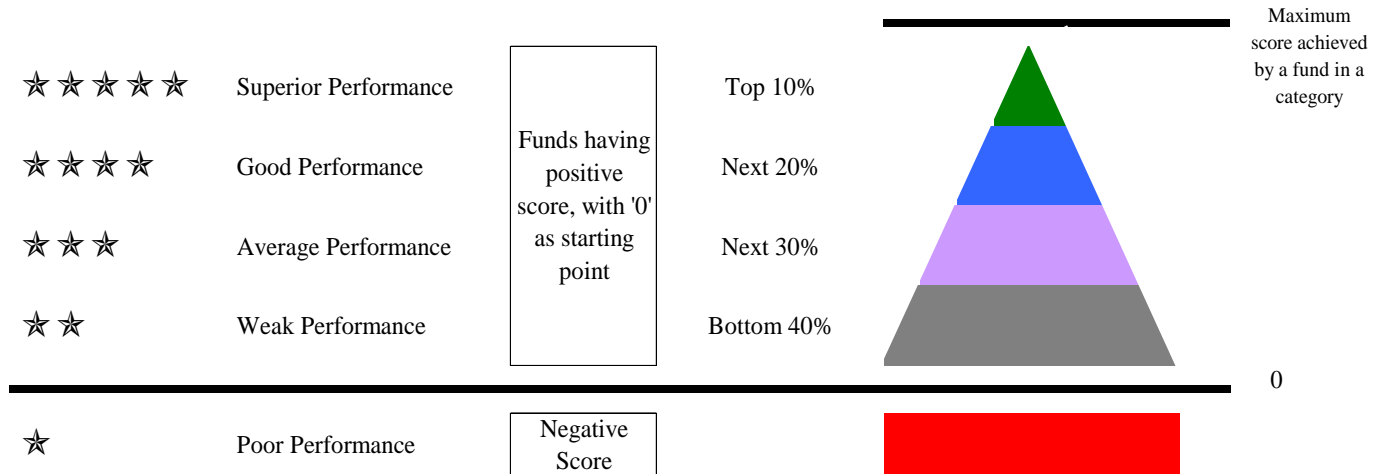 Maximum
score achieved
by a fund in a
category
Superior Performance
Top 10%
Good Performance
Next 20%
Funds having
positive
score, with '0'
as starting
point
Average Performance
Next 30%
Weak Performance
Bottom 40%
0
Poor Performance
Negative
Score